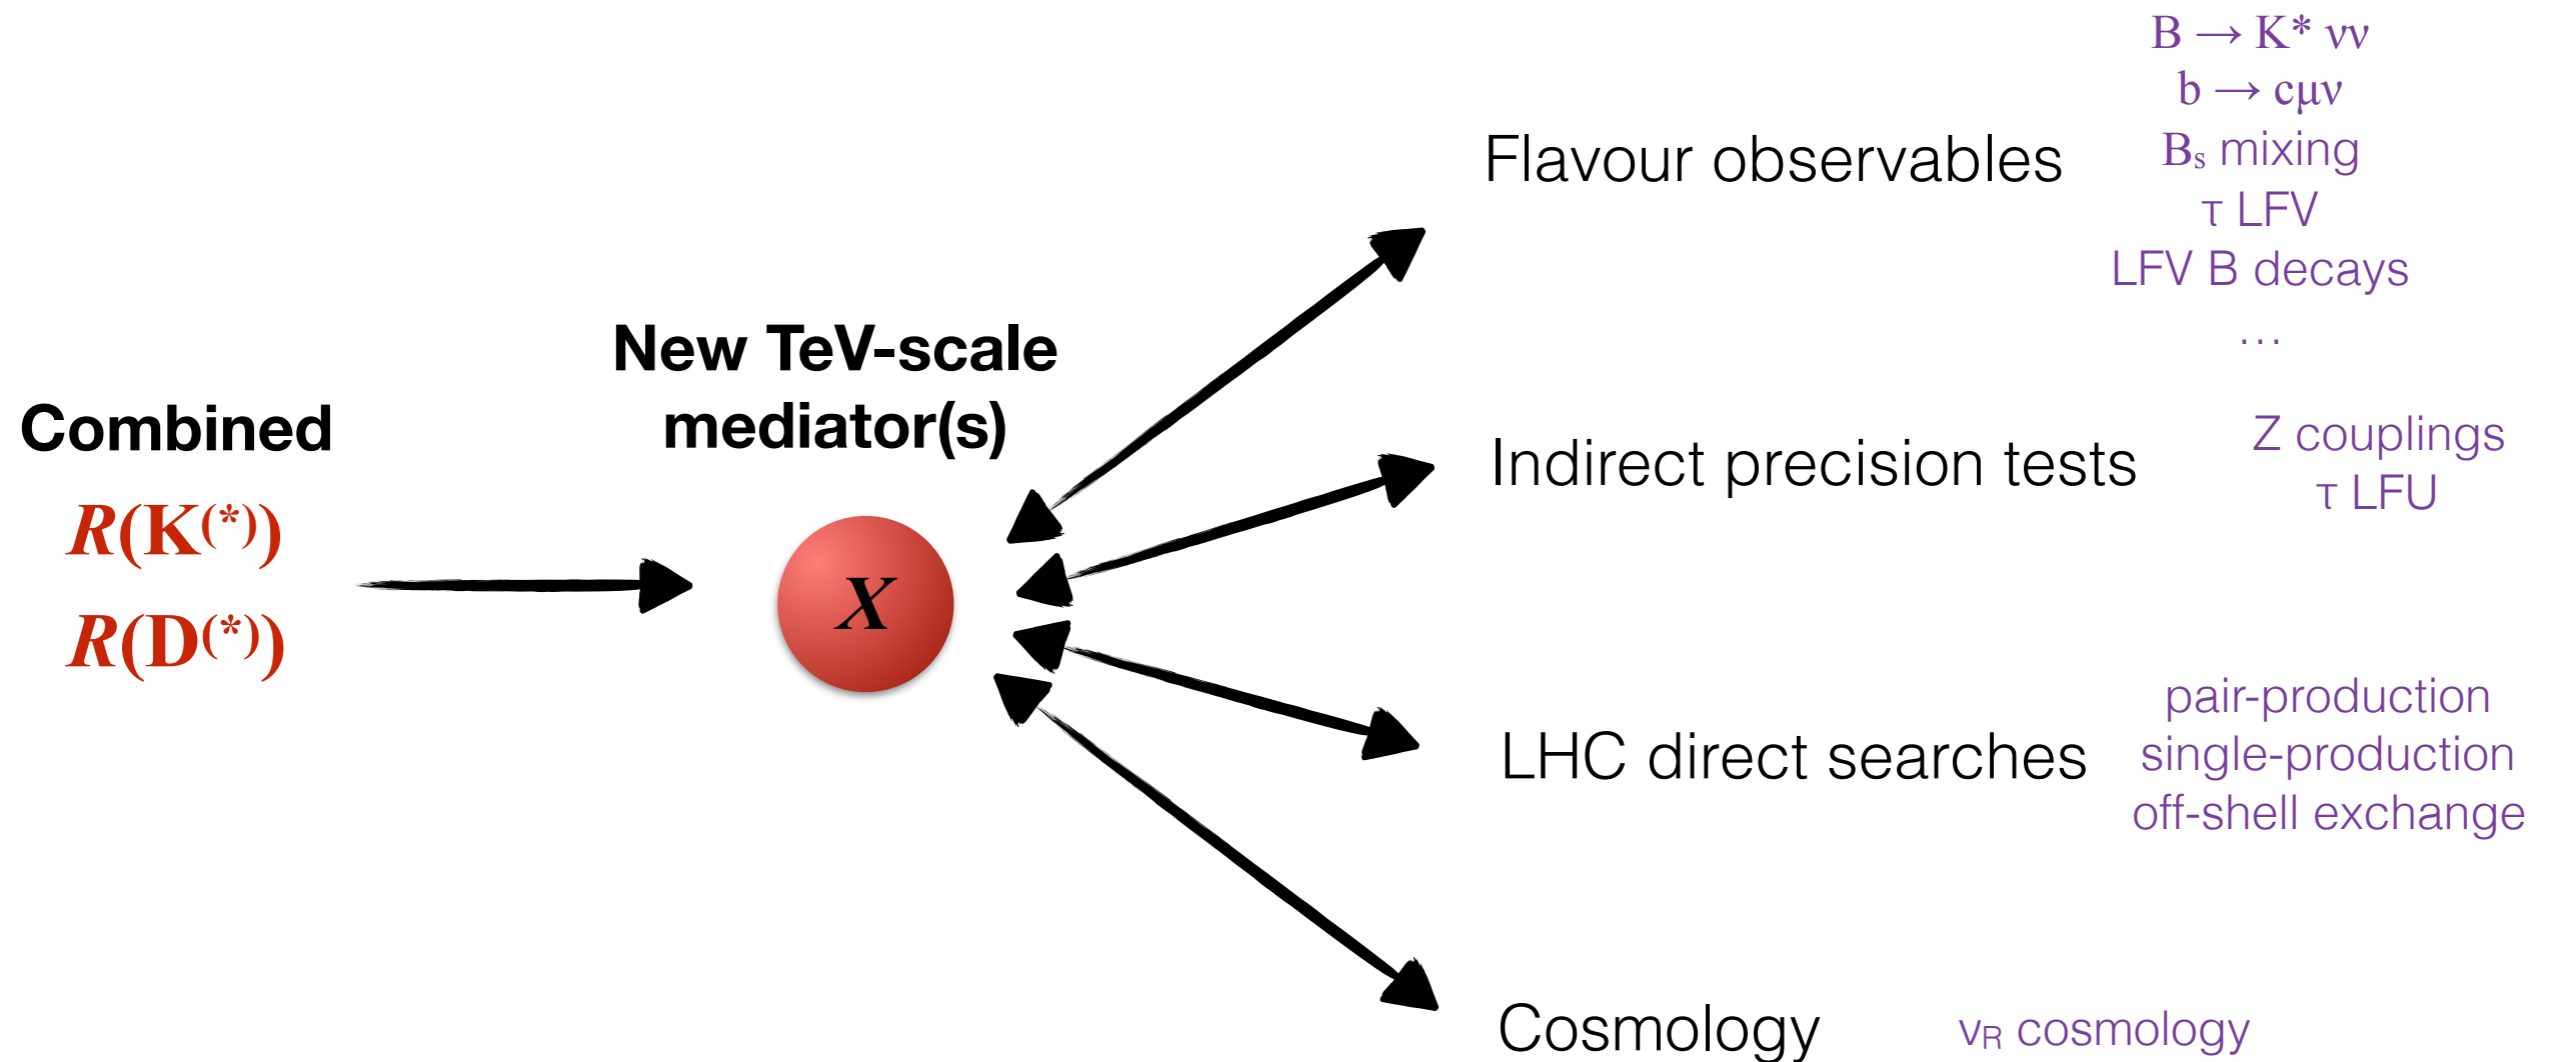 Combined
R(K(*))
R(D(*))
New TeV-scale
mediator(s)
X
Flavour observables
B → K* νν
b → cμν
Bs mixing
τ LFV
LFV B decays
…
Indirect precision tests
Z couplings
τ LFU
LHC direct searches
pair-production
single-production
off-shell exchange
Cosmology
νR cosmology